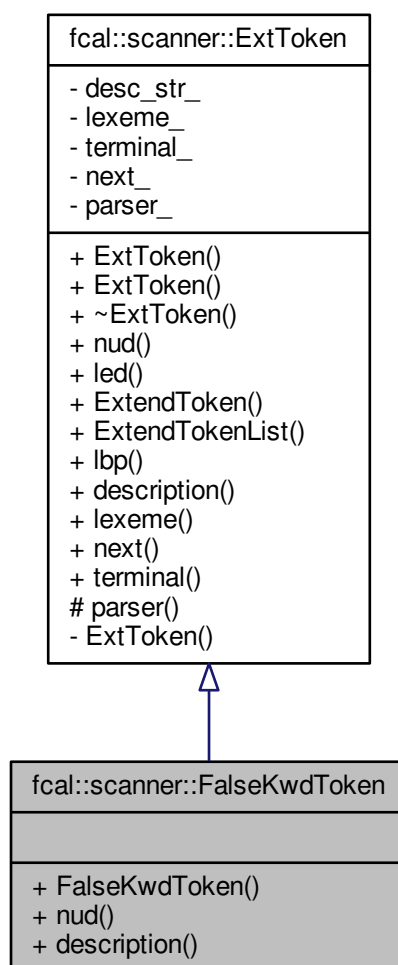 fcal::scanner::ExtToken
- desc_str_
- lexeme_
- terminal_
- next_
- parser_
+ ExtToken()
+ ExtToken()
+ ~ExtToken()
+ nud()
+ led()
+ ExtendToken()
+ ExtendTokenList()
+ lbp()
+ description()
+ lexeme()
+ next()
+ terminal()
# parser()
- ExtToken()
fcal::scanner::FalseKwdToken
+ FalseKwdToken()
+ nud()
+ description()